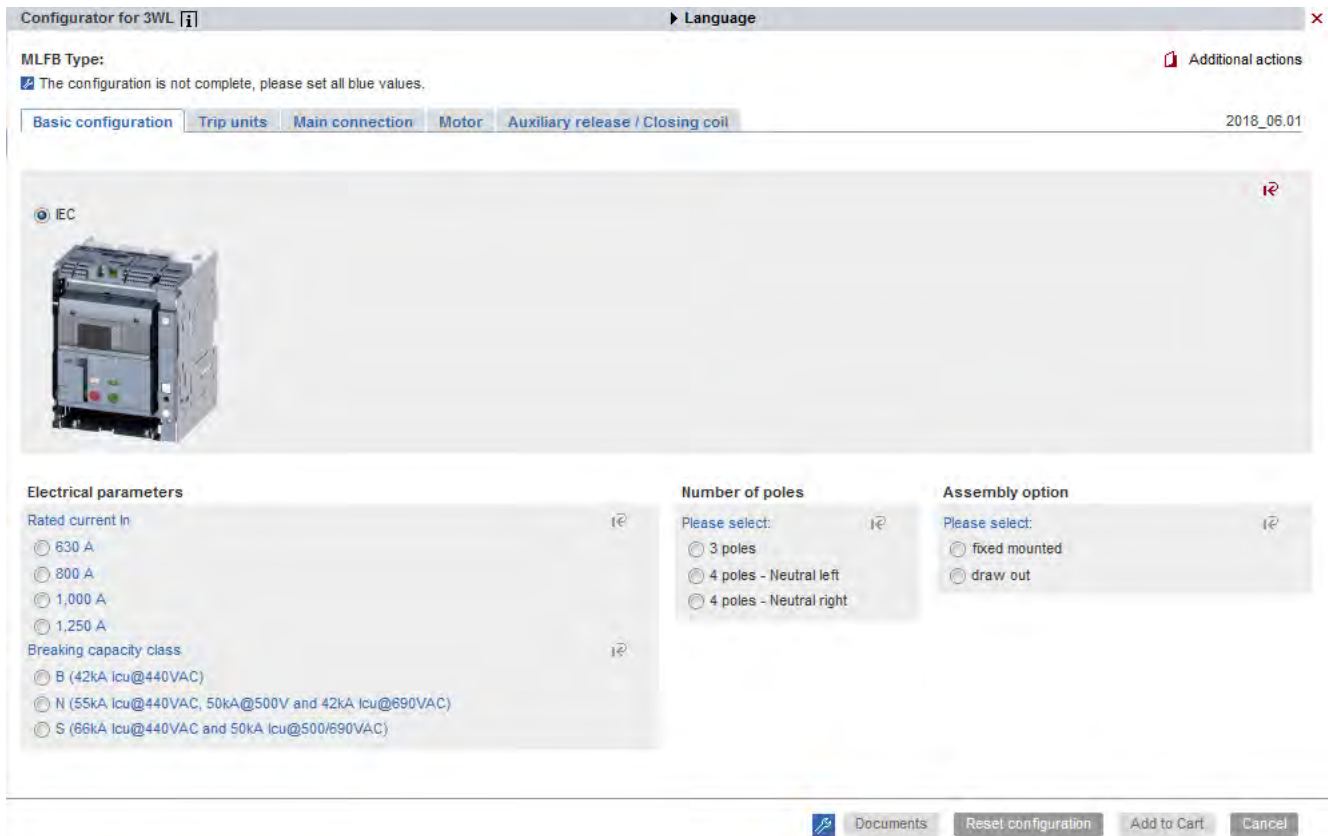 Configurator for 3WL
Language
MLFB Type:
Additional actions
The configuration is not complete, please set all blue values.
Basic configuration Trip units Main connection Motor Auxiliary release / Closing coil
2018_06.01
IEC
Electrical parameters
Rated current In
630 A
800 A
1,000 A
1,250 A
Breaking capacity class
B (42kA Icu@440VAC)
N (55kA Icu@440VAC, 50kA@500V and 42kA Icu@690VAC)
S (66kA Icu@440VAC and 50kA Icu@500/690VAC)
Number of poles
Please select:
3 poles
4 poles - Neutral left
4 poles - Neutral right
Assembly option
Please select:
fixed mounted
draw out
Documents Reset configuration Add to Cart Cancel